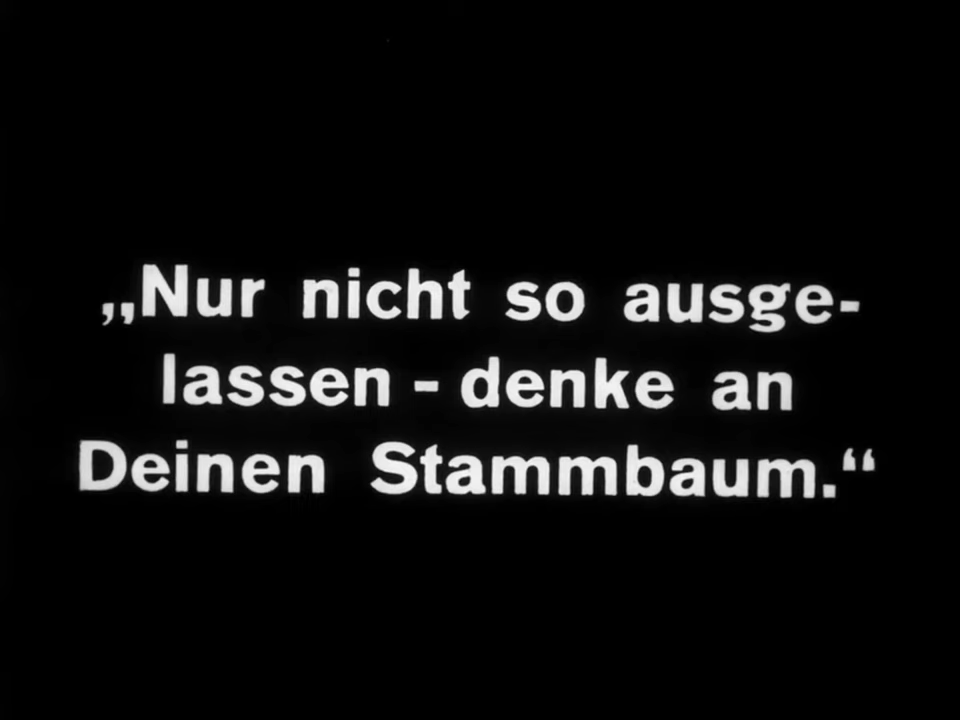 „Nur nicht so ausge-
lassen - denke an
Deinen Stammbaum.“